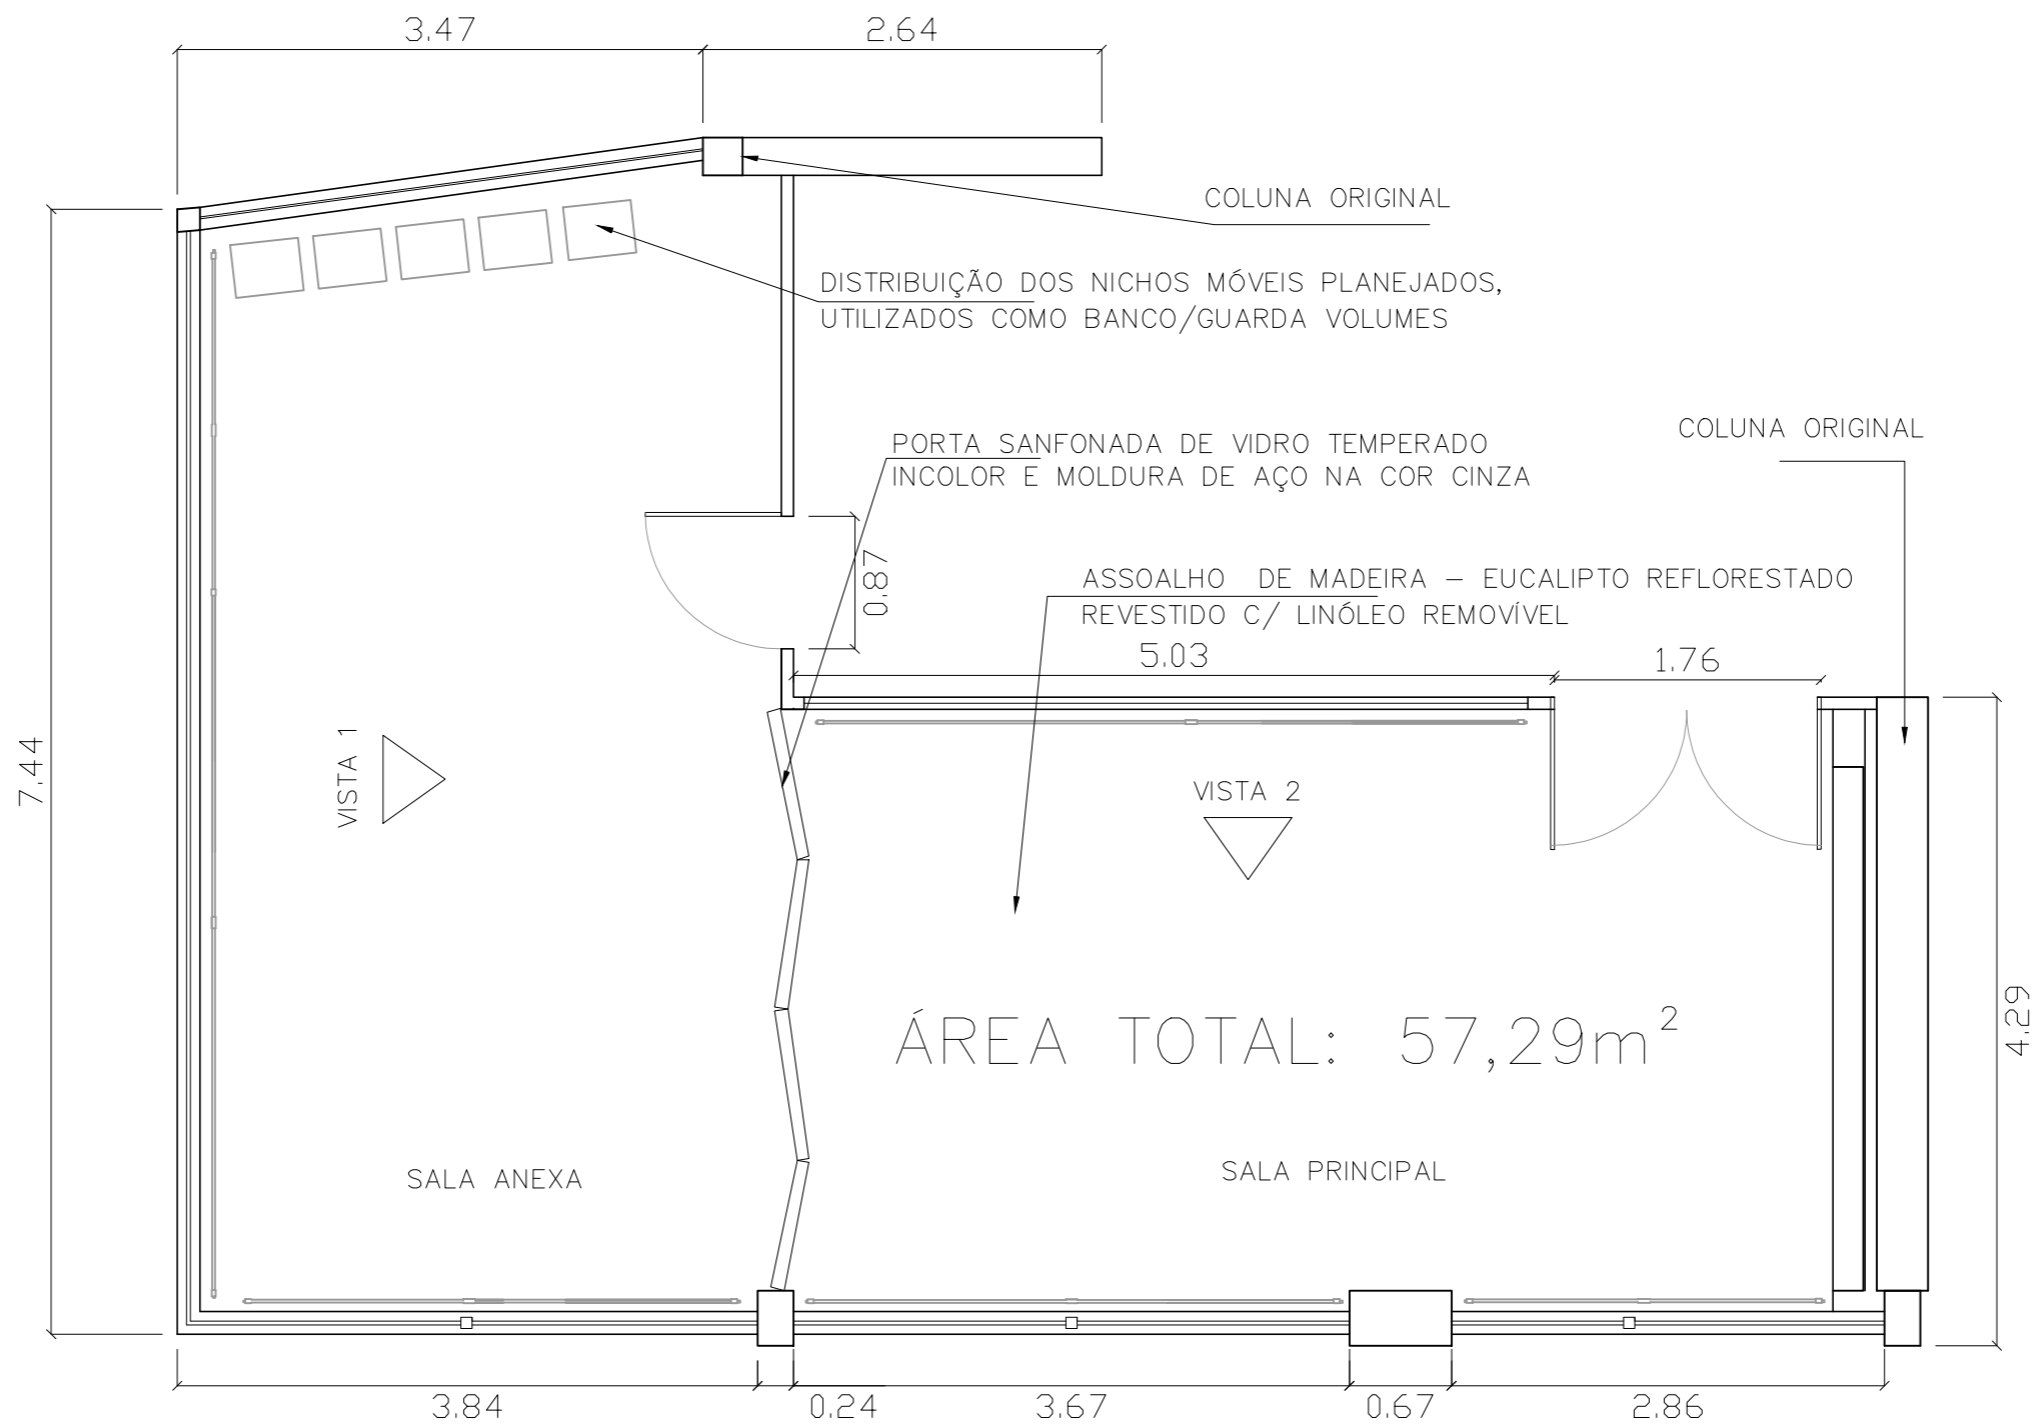 3.47
2.64
COLUNA ORIGINAL
DISTRIBUIÇÃO DOS NICHOS MÓVEIS PLANEJADOS,
UTILIZADOS COMO BANCO/GUARDA VOLUMES
COLUNA ORIGINAL
PORTA SANFONADA DE VIDRO TEMPERADO
INCOLOR E MOLDURA DE AÇO NA COR CINZA
0.87
ASSOALHO DE MADEIRA – EUCALIPTO REFLORESTADO
REVESTIDO C/ LINÓLEO REMOVÍVEL
5.03
1.76
7.44
VISTA 1
VISTA 2
4.29
ÁREA TOTAL: 57,29m²
SALA ANEXA
SALA PRINCIPAL
3.84
0.24
3.67
0.67
2.86